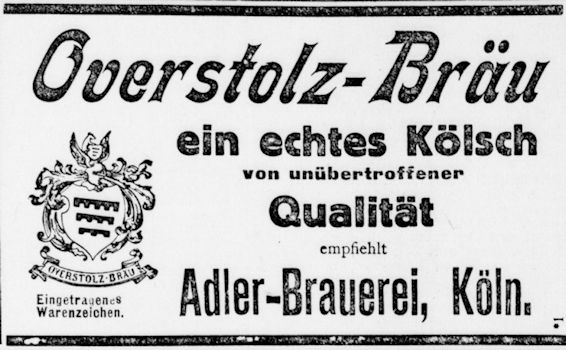 Overstolz-Bräu
ein echtes Kölsch
von unübertroffener
Qualität
empfiehlt
Adler-Brauerei, Köln.
OVERSTOLZ-BRÄU
Eingetragenes
Warenzeichen.